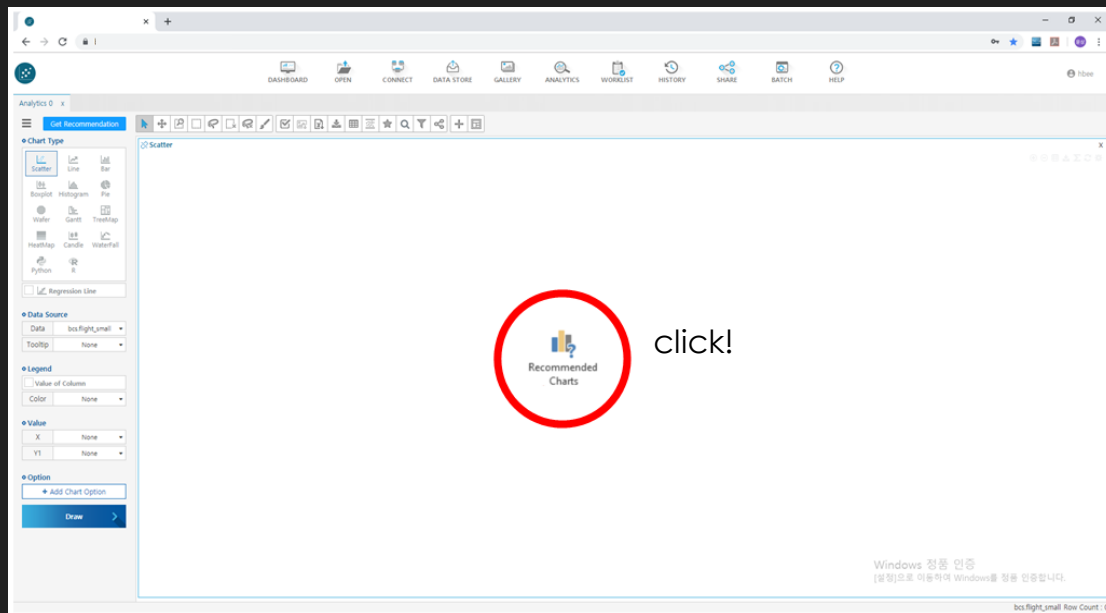 DASHBOARD OPEN CONNECT DATA STORE GALLERY ANALYTICS WORKLIST HISTORY SHARE BATCH HELP
hbee
Analytics 0 x
Get Recommendation
Chart Type
Scatter Line Bar
Boxplot Histogram Pie
Wafer Gantt TreeMap
HeatMap Candle WaterFall
Python R
Regression Line
Data Source
Data bcs.flight_small
Tooltip None
Legend
Value of Column
Color None
Value
X None
Y1 None
Option
+ Add Chart Option
Draw
Scatter
Recommended
Charts
click!
Windows 정품 인증
[설정]으로 이동하여 Windows를 정품 인증합니다.
bcs.flight_small Row Count :